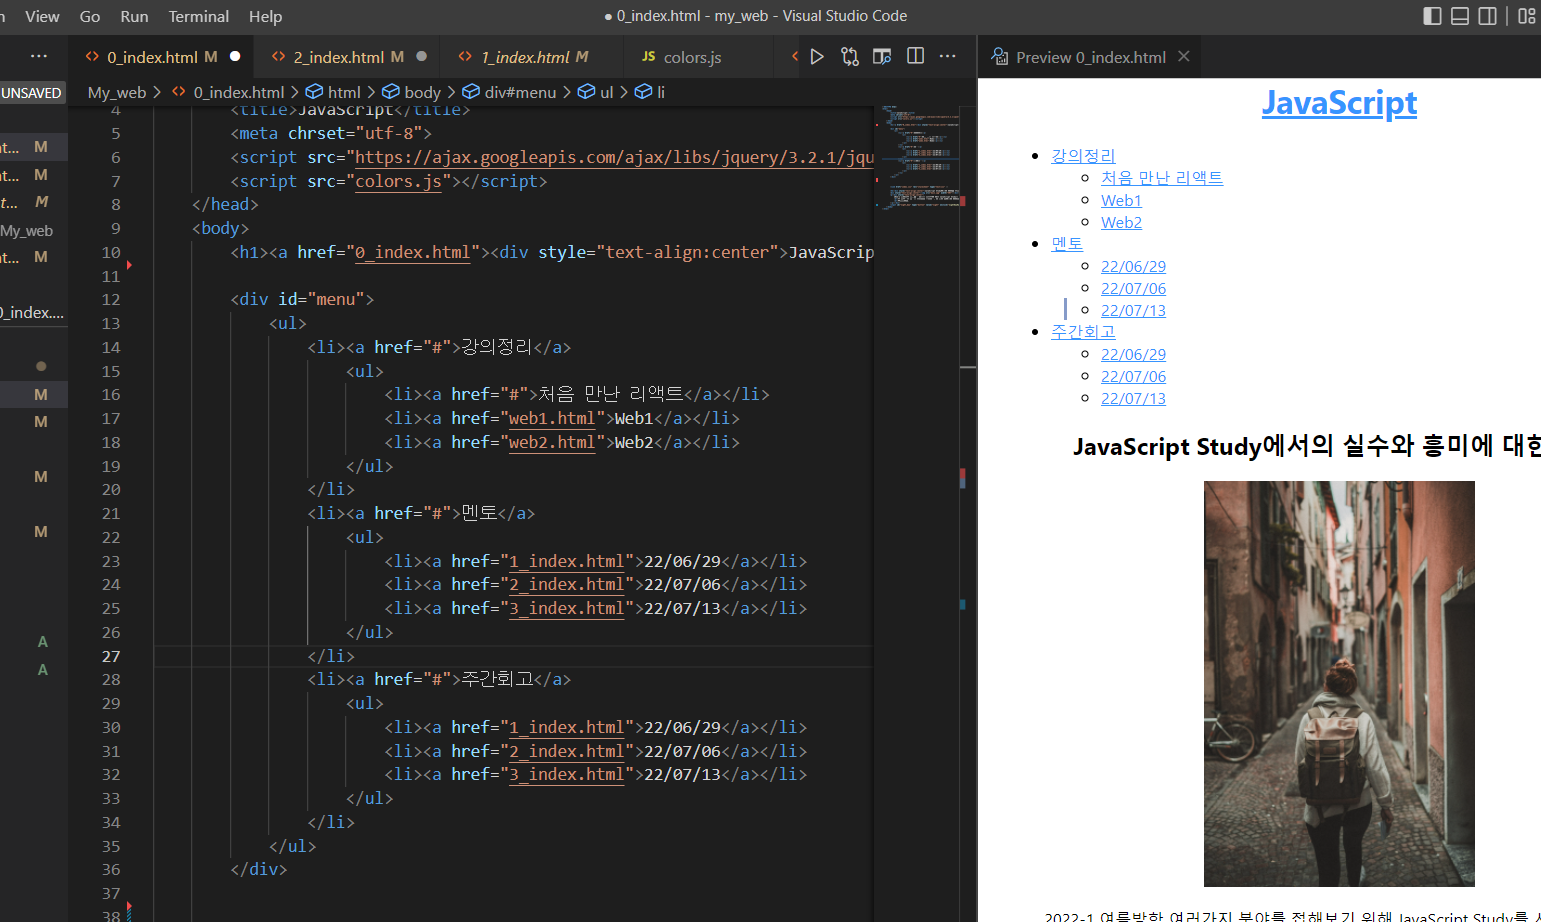 View Go Run Terminal Help
● 0_index.html - my_web - Visual Studio Code
0_index.html M
2_index.html M
1_index.html M
JS colors.js
Preview 0_index.html
UNSAVED
My_web > 0_index.html > html > body > div#menu > ul > li
M
M
M
My_web
M
0_index....
M
M
M
M
A
A
4 <title>JavaScript</title>
5 <meta chrset="utf-8">
6 <script src="https://ajax.googleapis.com/ajax/libs/jquery/3.2.1/jqu
7 <script src="colors.js"></script>
8 </head>
9 <body>
10 <h1><a href="0_index.html"><div style="text-align:center">JavaScrip
11
12 <div id="menu">
13 <ul>
14 <li><a href="#">강의정리</a>
15 <ul>
16 <li><a href="#">처음 만난 리액트</a></li>
17 <li><a href="web1.html">Web1</a></li>
18 <li><a href="web2.html">Web2</a></li>
19 </ul>
20 </li>
21 <li><a href="#">멘토</a>
22 <ul>
23 <li><a href="1_index.html">22/06/29</a></li>
24 <li><a href="2_index.html">22/07/06</a></li>
25 <li><a href="3_index.html">22/07/13</a></li>
26 </ul>
27 </li>
28 <li><a href="#">주간회고</a>
29 <ul>
30 <li><a href="1_index.html">22/06/29</a></li>
31 <li><a href="2_index.html">22/07/06</a></li>
32 <li><a href="3_index.html">22/07/13</a></li>
33 </ul>
34 </li>
35 </ul>
36 </div>
37
38
JavaScript
강의정리
처음 만난 리액트
Web1
Web2
멘토
22/06/29
22/07/06
22/07/13
주간회고
22/06/29
22/07/06
22/07/13
JavaScript Study에서의 실수와 흥미에 대한
2022-1 여름방학 여러가지 분야를 접해보기 위해 JavaScript Study를